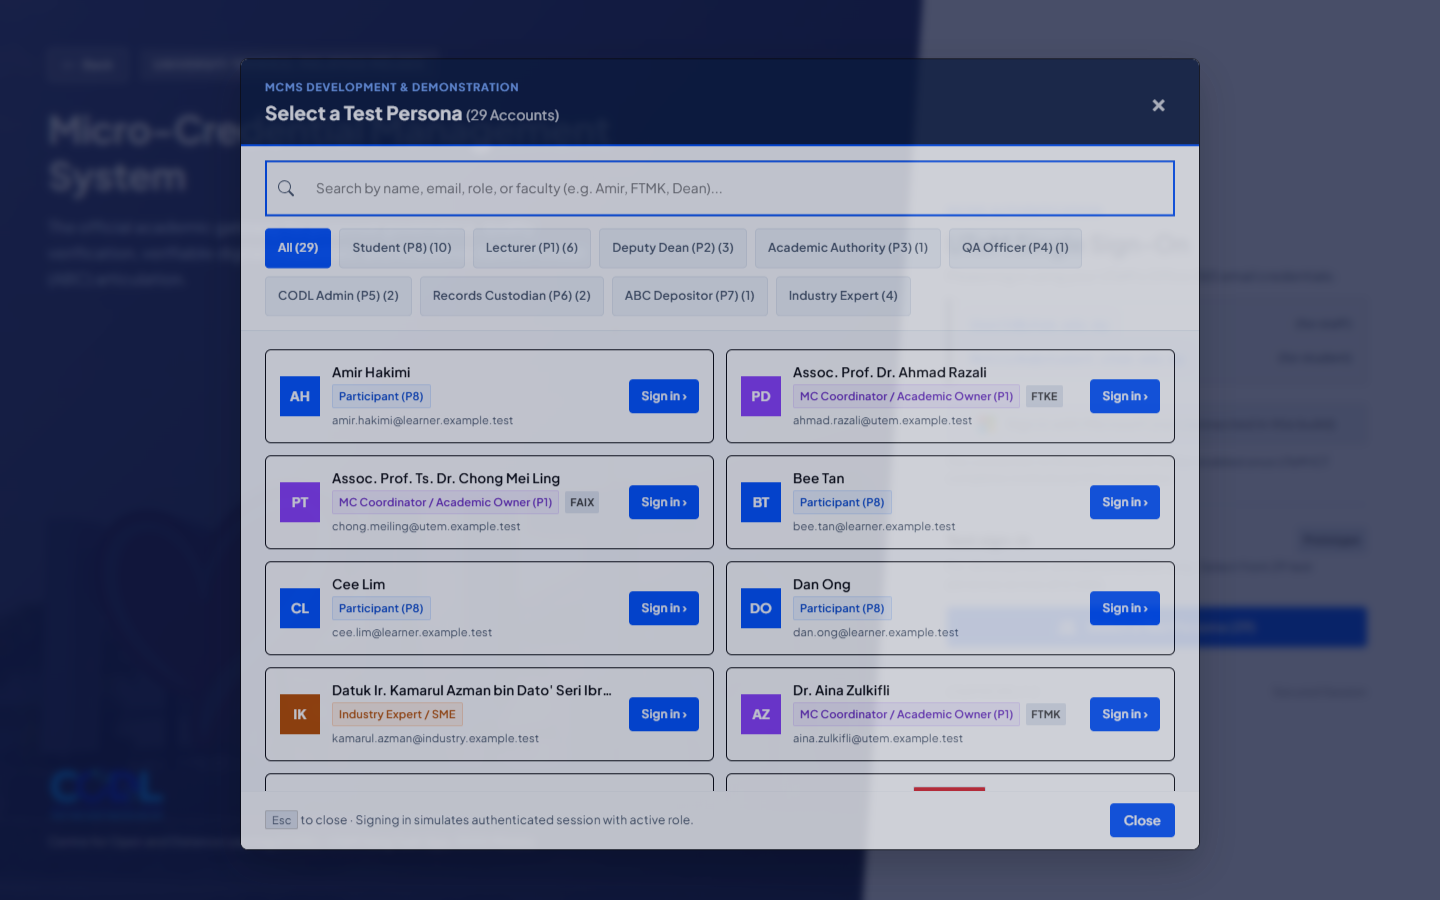 MCMS DEVELOPMENT & DEMONSTRATION
Select a Test Persona (29 Accounts)
×
Search by name, email, role, or faculty (e.g. Amir, FTMK, Dean)...
All (29) Student (P8) (10) Lecturer (P1) (6) Deputy Dean (P2) (3) Academic Authority (P3) (1) QA Officer (P4) (1)
CODL Admin (P5) (2) Records Custodian (P6) (2) ABC Depositor (P7) (1) Industry Expert (4)
AH
Amir Hakimi
Participant (P8)
amir.hakimi@learner.example.test
Sign in ›
PD
Assoc. Prof. Dr. Ahmad Razali
MC Coordinator / Academic Owner (P1) FTKE
ahmad.razali@utem.example.test
Sign in ›
PT
Assoc. Prof. Ts. Dr. Chong Mei Ling
MC Coordinator / Academic Owner (P1) FAIX
chong.meiling@utem.example.test
Sign in ›
BT
Bee Tan
Participant (P8)
bee.tan@learner.example.test
Sign in ›
CL
Cee Lim
Participant (P8)
cee.lim@learner.example.test
Sign in ›
DO
Dan Ong
Participant (P8)
dan.ong@learner.example.test
Sign in ›
IK
Datuk Ir. Kamarul Azman bin Dato' Seri Ibr...
Industry Expert / SME
kamarul.azman@industry.example.test
Sign in ›
AZ
Dr. Aina Zulkifli
MC Coordinator / Academic Owner (P1) FTMK
aina.zulkifli@utem.example.test
Sign in ›
Esc to close · Signing in simulates authenticated session with active role.
Close
Micro-Cre
System